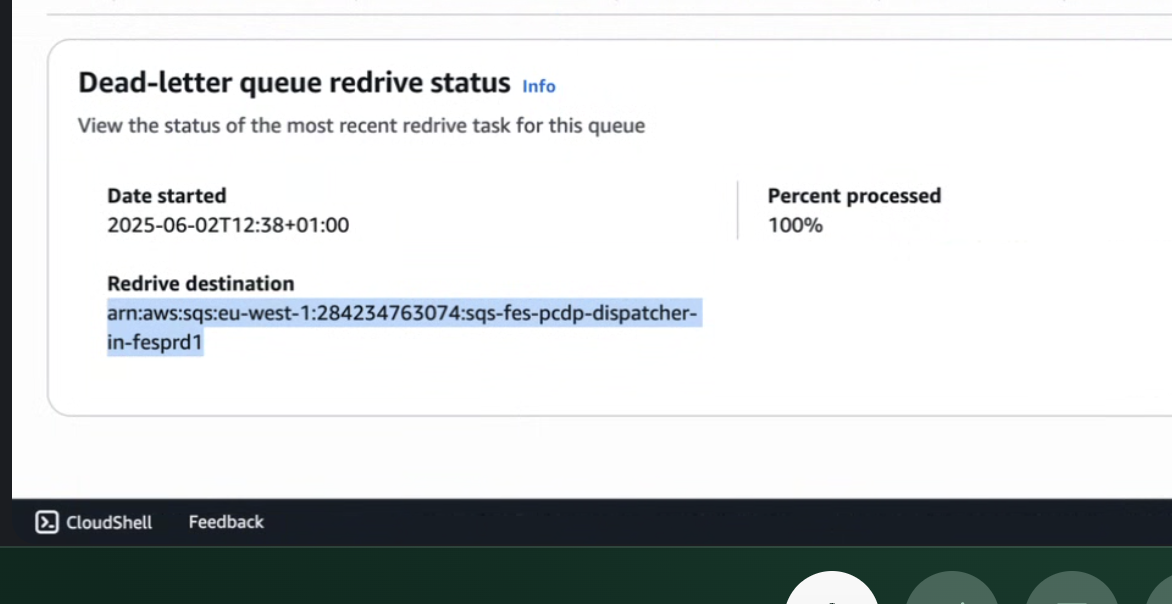 Dead-letter queue redrive status Info
View the status of the most recent redrive task for this queue
Date started
2025-06-02T12:38+01:00
Percent processed
100%
Redrive destination
arn:aws:sqs:eu-west-1:284234763074:sqs-fes-pcdp-dispatcher-
in-fesprd1
CloudShell Feedback